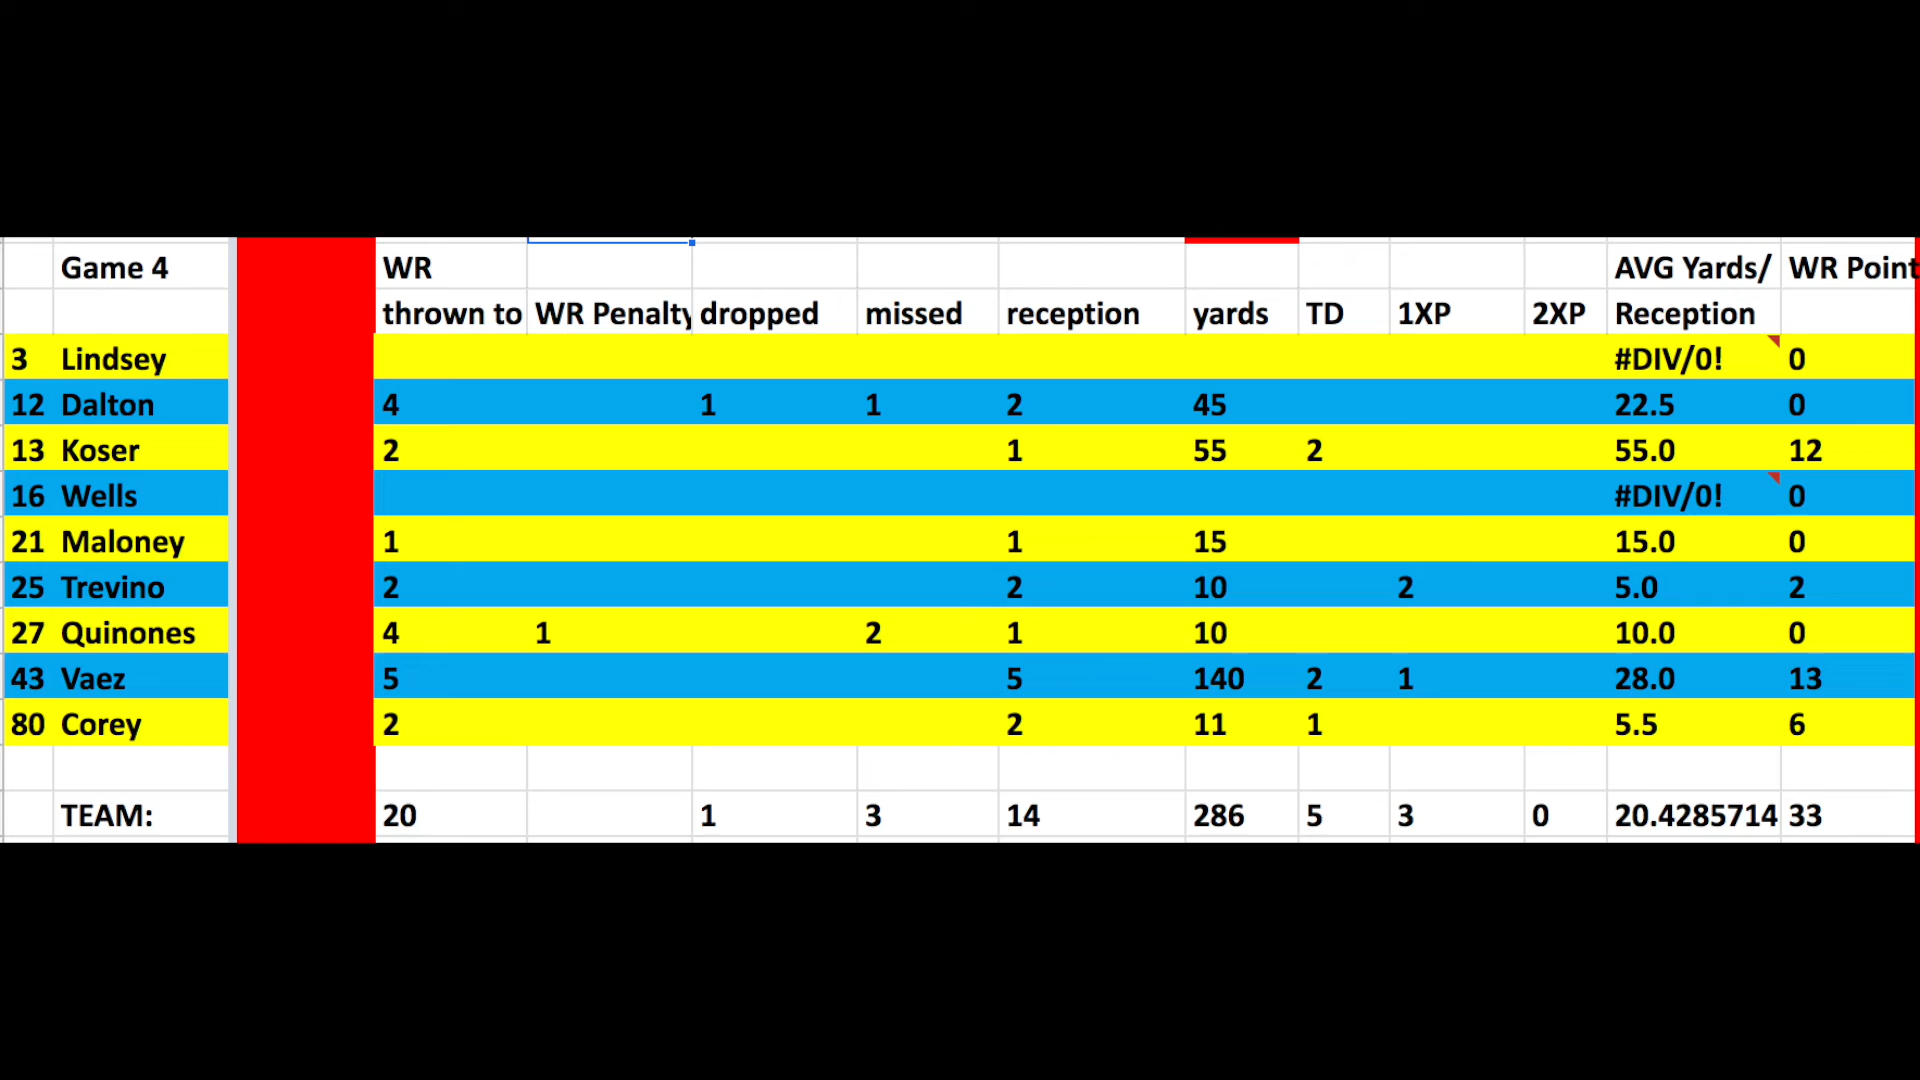 Game 4 WR AVG Yards/ WR Point
thrown to WR Penalty dropped missed reception yards TD 1XP 2XP Reception
3 Lindsey #DIV/0! 0
12 Dalton 4 1 1 2 45 22.5 0
13 Koser 2 1 55 2 55.0 12
16 Wells #DIV/0! 0
21 Maloney 1 1 15 15.0 0
25 Trevino 2 2 10 2 5.0 2
27 Quinones 4 1 2 1 10 10.0 0
43 Vaez 5 5 140 2 1 28.0 13
80 Corey 2 2 11 1 5.5 6
TEAM: 20 1 3 14 286 5 3 0 20.4285714 33